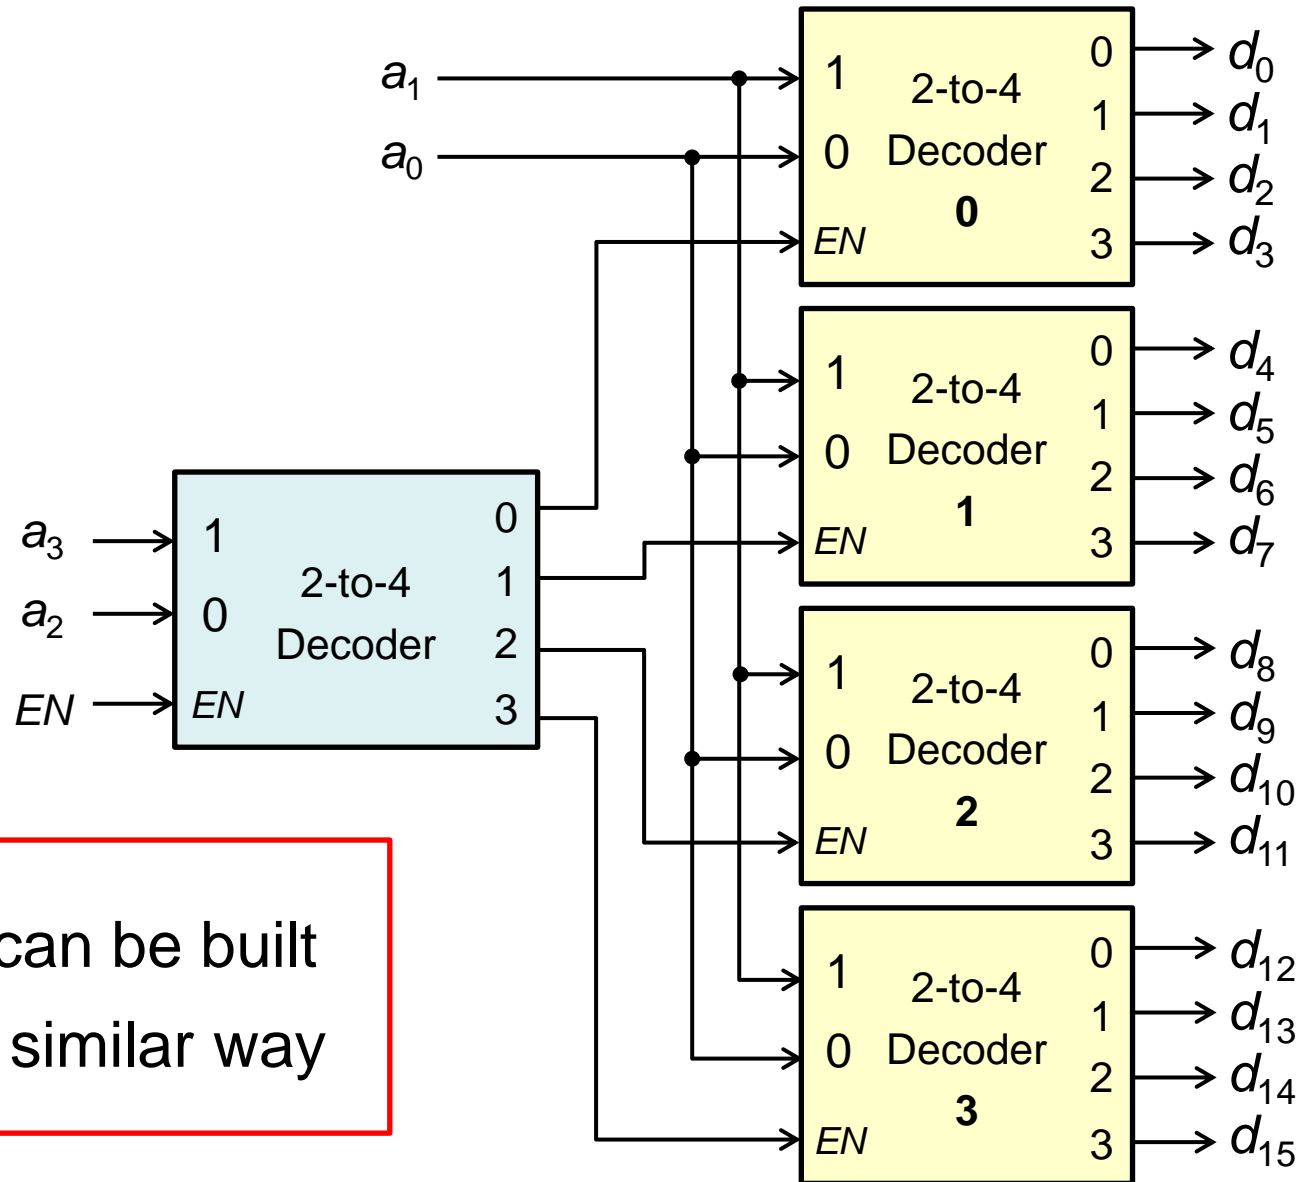 a₁
a₀
1
0
EN
2-to-4
Decoder
0
0
1
2
3
d₀
d₁
d₂
d₃
1
0
EN
2-to-4
Decoder
1
0
1
2
3
d₄
d₅
d₆
d₇
a₃
a₂
EN
1
0
EN
2-to-4
Decoder
0
1
2
3
1
0
EN
2-to-4
Decoder
2
0
1
2
3
d₈
d₉
d₁₀
d₁₁
can be built
similar way
1
0
EN
2-to-4
Decoder
3
0
1
2
3
d₁₂
d₁₃
d₁₄
d₁₅